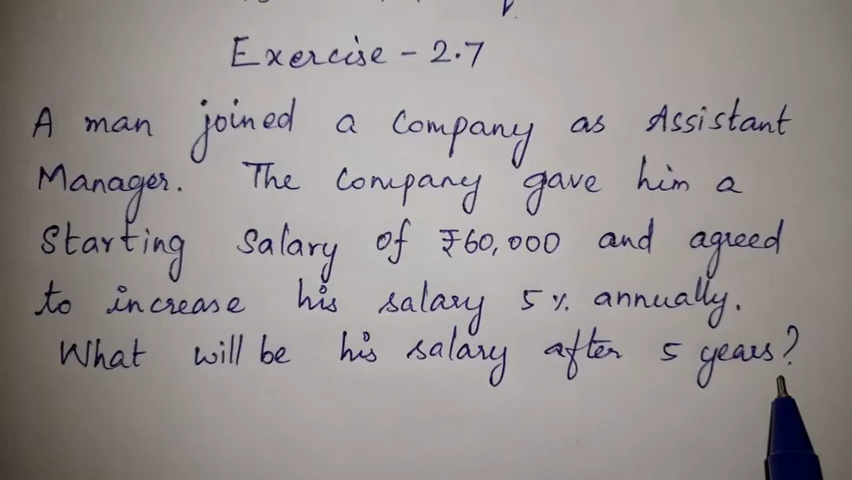 Exercise - 2.7
A man joined a Company as Assistant
Manager. The Company gave him a
Starting Salary of ₹60,000 and agreed
to increase his salary 5% annually.
What will be his salary after 5 years?